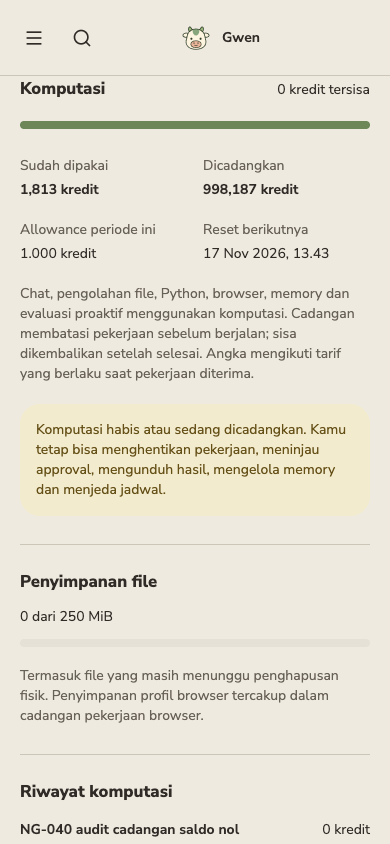 Gwen
Komputasi
0 kredit tersisa
Sudah dipakai
Dicadangkan
1,813 kredit
998,187 kredit
Allowance periode ini
Reset berikutnya
1.000 kredit
17 Nov 2026, 13.43
Chat, pengolahan file, Python, browser, memory dan
evaluasi proaktif menggunakan komputasi. Cadangan
membatasi pekerjaan sebelum berjalan; sisa
dikembalikan setelah selesai. Angka mengikuti tarif
yang berlaku saat pekerjaan diterima.
Komputasi habis atau sedang dicadangkan. Kamu
tetap bisa menghentikan pekerjaan, meninjau
approval, mengunduh hasil, mengelola memory
dan menjeda jadwal.
Penyimpanan file
0 dari 250 MiB
Termasuk file yang masih menunggu penghapusan
fisik. Penyimpanan profil browser tercakup dalam
cadangan pekerjaan browser.
Riwayat komputasi
NG-040 audit cadangan saldo nol
0 kredit